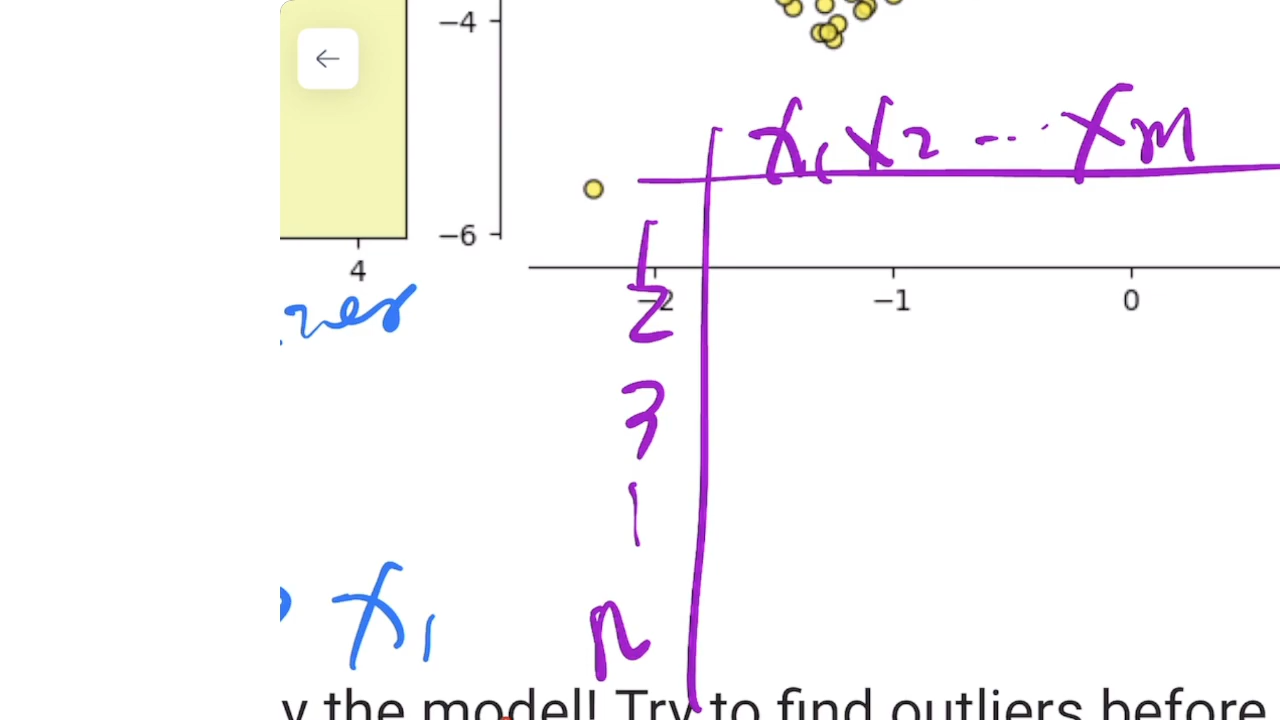 −4
x1 x2 ... xm
−6
1
4
−2 −1 0
2
3
x1
n
y the model! Try to find outliers before